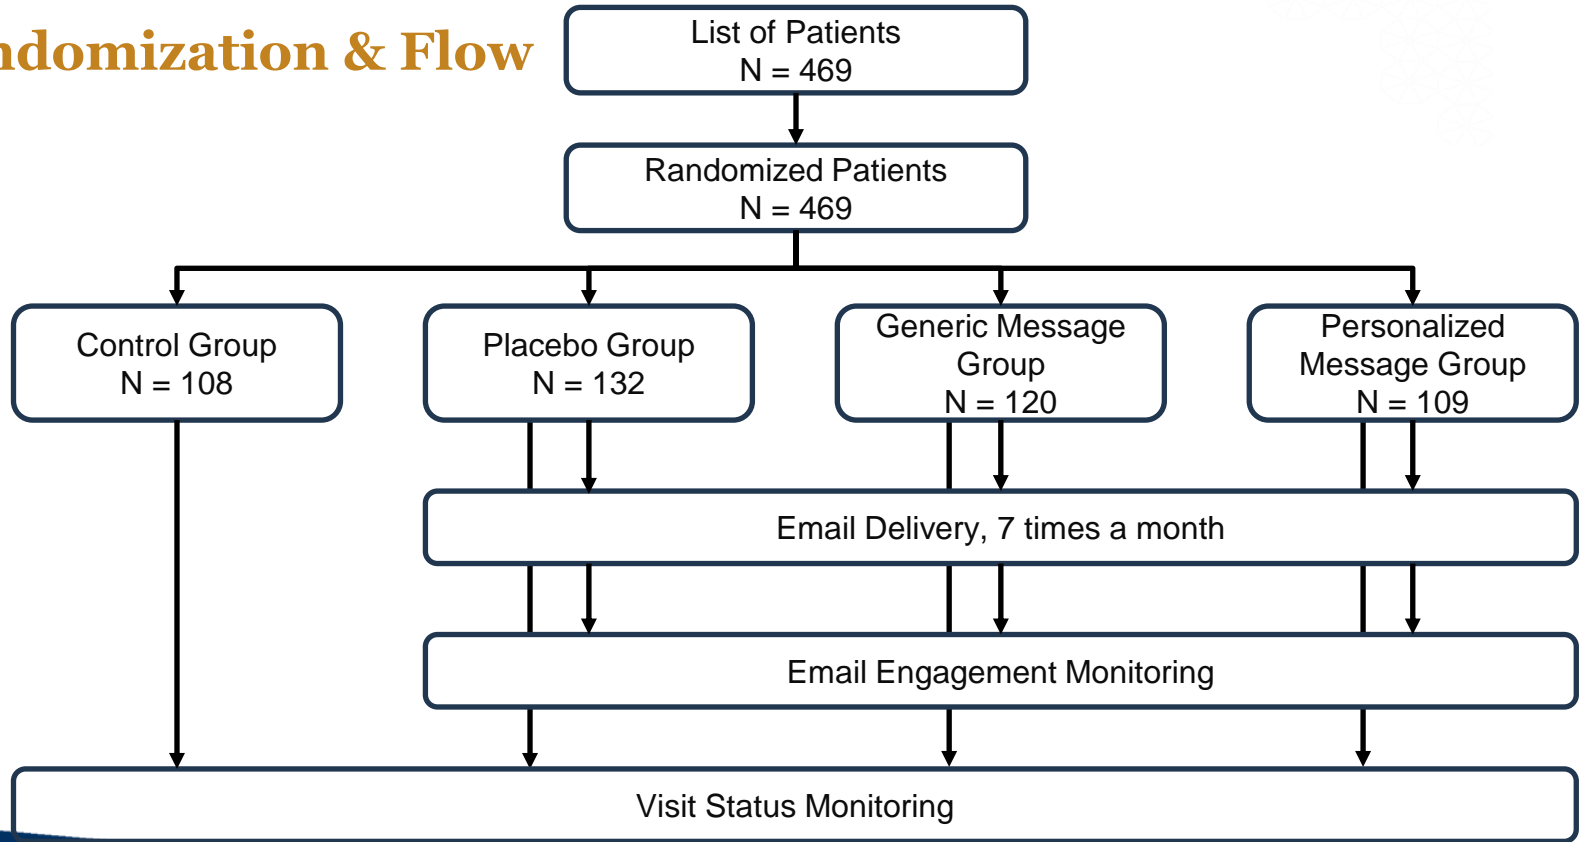 ndomization & Flow
List of Patients
N = 469
Randomized Patients
N = 469
Control Group
N = 108
Placebo Group
N = 132
Generic Message
Group
N = 120
Personalized
Message Group
N = 109
Email Delivery, 7 times a month
Email Engagement Monitoring
Visit Status Monitoring